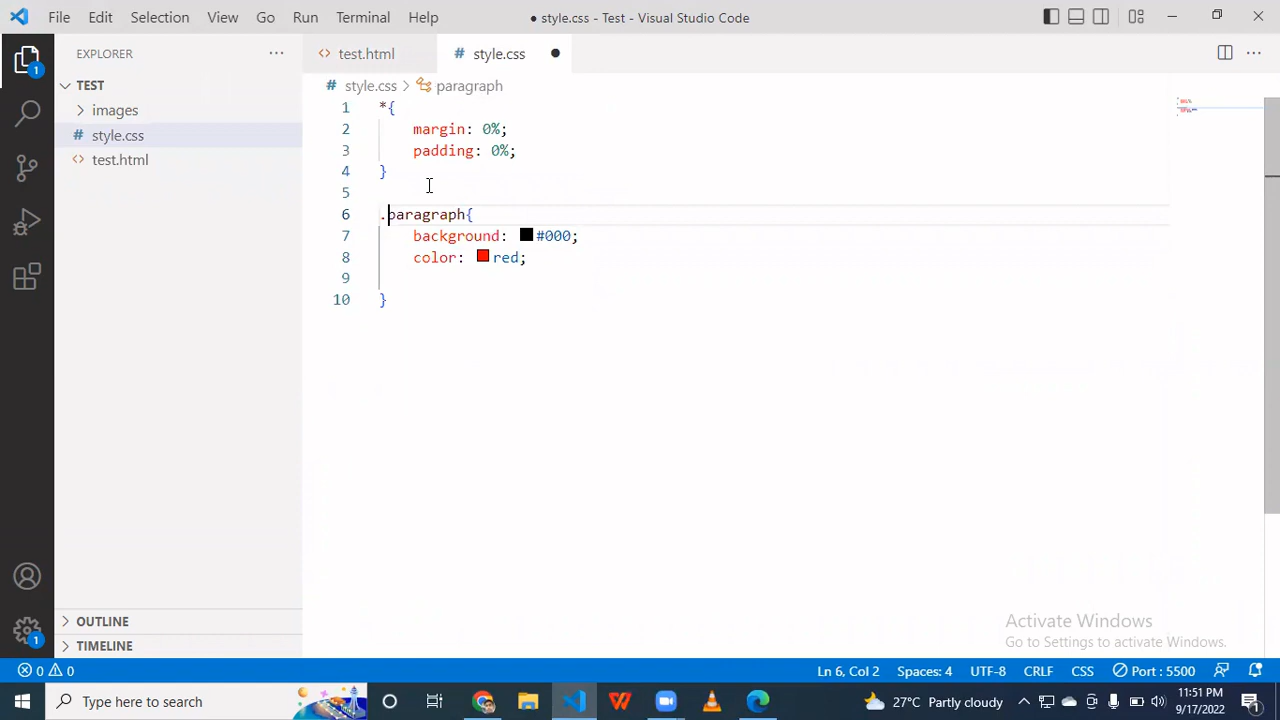 File Edit Selection View Go Run Terminal Help
● style.css - Test - Visual Studio Code
EXPLORER
TEST
images
# style.css
<> test.html
OUTLINE
TIMELINE
<> test.html
# style.css
# style.css > paragraph
1 *{
2 margin: 0%;
3 padding: 0%;
4 }
5
6 .paragraph{
7 background: #000;
8 color: red;
9
10 }
Activate Windows
Go to Settings to activate Windows.
1
1
0 0
Ln 6, Col 2 Spaces: 4 UTF-8 CRLF CSS Port : 5500
Type here to search
27°C Partly cloudy
11:51 PM
9/17/2022
1